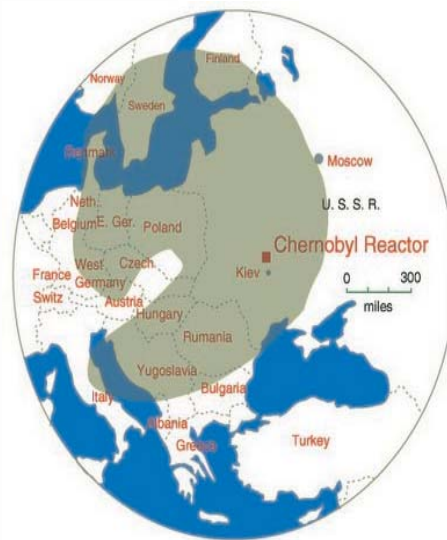 Norway
Finland
Sweden
Denmark
Moscow
Neth.
U. S. S. R.
Belgium
E. Ger.
Poland
Chernobyl Reactor
West
Germany
Czech.
Kiev
France
Switz
Austria
0 300
miles
Hungary
Rumania
Yugoslavia
Bulgaria
Italy
Albania
Greece
Turkey